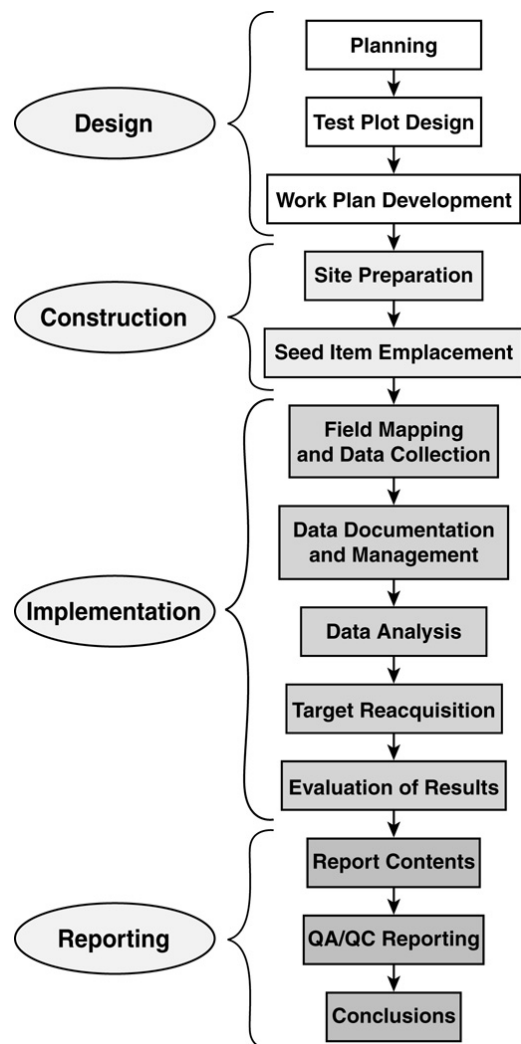 Design
Planning
Test Plot Design
Work Plan Development
Construction
Site Preparation
Seed Item Emplacement
Implementation
Field Mapping
and Data Collection
Data Documentation
and Management
Data Analysis
Target Reacquisition
Evaluation of Results
Reporting
Report Contents
QA/QC Reporting
Conclusions